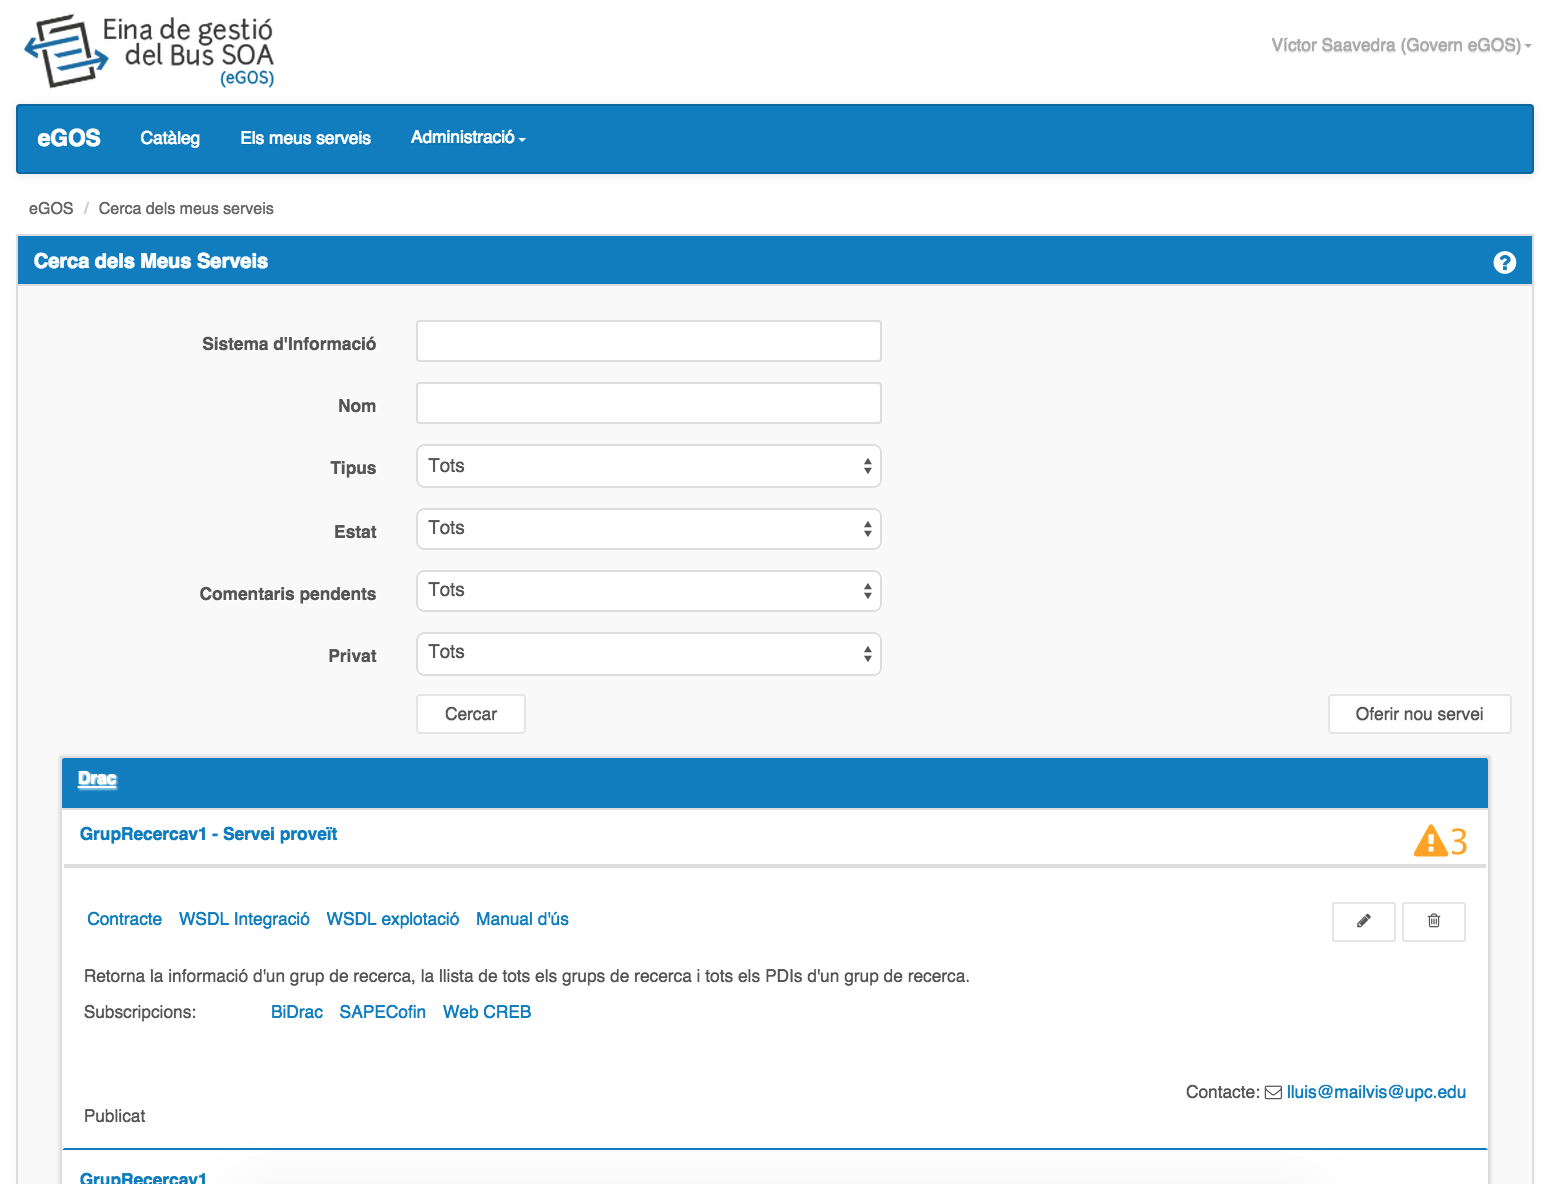 Eina de gestió
del Bus SOA
(eGOS)
Víctor Saavedra (Govern eGOS)
eGOS Catàleg Els meus serveis Administració
eGOS / Cerca dels meus serveis
Cerca dels Meus Serveis ?
Sistema d'Informació
Nom
Tipus Tots
Estat Tots
Comentaris pendents Tots
Privat Tots
Cercar Oferir nou servei
Drac
GrupRecercav1 - Servei proveït 3
Contracte WSDL Integració WSDL explotació Manual d'ús
Retorna la informació d'un grup de recerca, la llista de tots els grups de recerca i tots els PDIs d'un grup de recerca.
Subscripcions: BiDrac SAPECofin Web CREB
Contacte: lluis@mailvis@upc.edu
Publicat
GrupRecercav1